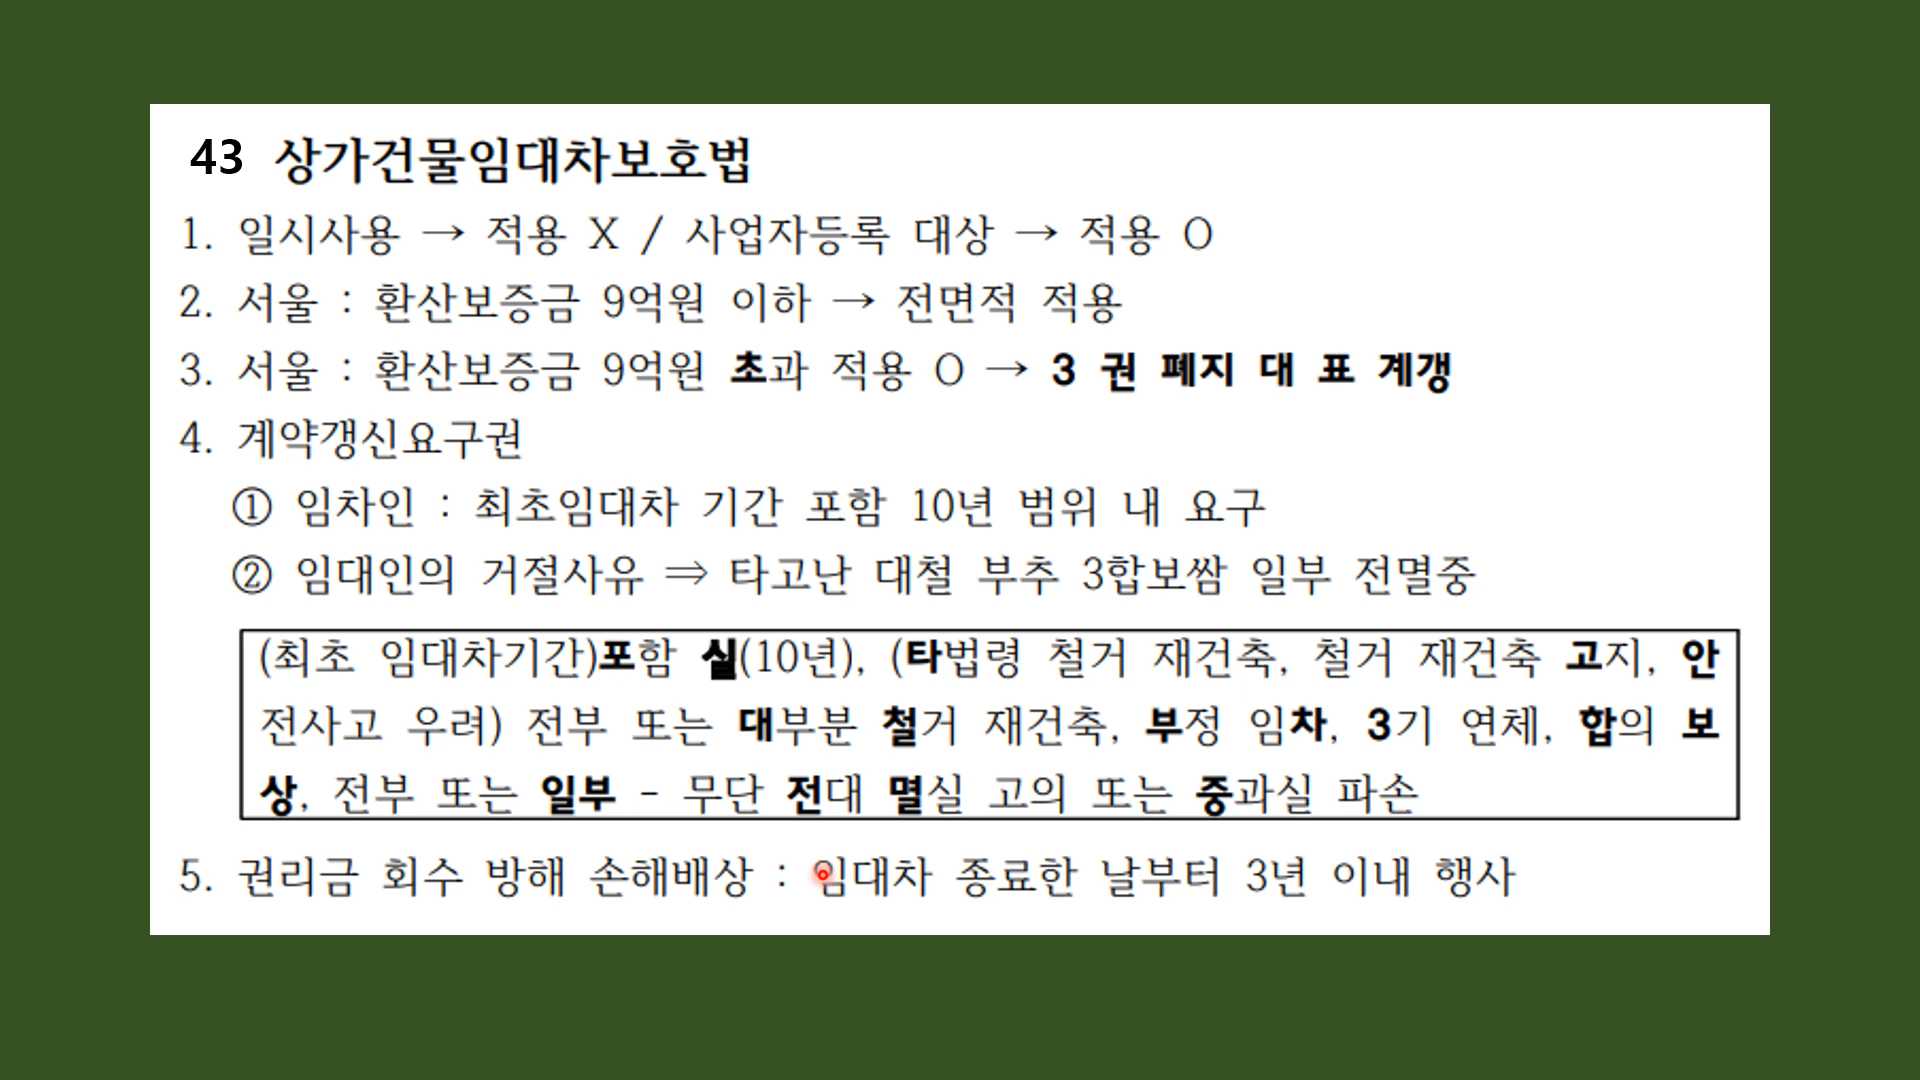 43 상가건물임대차보호법
1. 일시사용 → 적용 X / 사업자등록 대상 → 적용 O
2. 서울 : 환산보증금 9억원 이하 → 전면적 적용
3. 서울 : 환산보증금 9억원 초과 적용 O → 3 권 폐지 대 표 계갱
4. 계약갱신요구권
① 임차인 : 최초임대차 기간 포함 10년 범위 내 요구
② 임대인의 거절사유 ⇒ 타고난 대철 부추 3합보쌈 일부 전멸중
(최초 임대차기간)포함 실(10년), (타법령 철거 재건축, 철거 재건축 고지, 안
전사고 우려) 전부 또는 대부분 철거 재건축, 부정 임차, 3기 연체, 합의 보
상, 전부 또는 일부 - 무단 전대 멸실 고의 또는 중과실 파손
5. 권리금 회수 방해 손해배상 : 임대차 종료한 날부터 3년 이내 행사